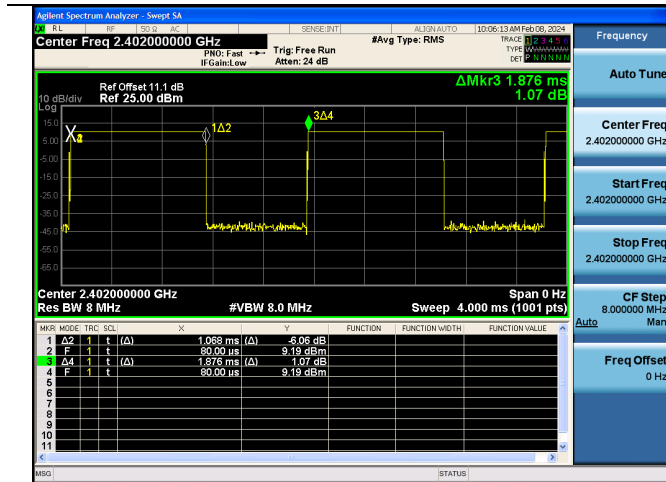 Agilent Spectrum Analyzer - Swept SA
RL RF 50 Ω AC SENSE:INT ALIGN AUTO 10:06:13 AM Feb 08, 2024
Center Freq 2.402000000 GHz #Avg Type: RMS TRACE 1 2 3 4 5 6
PNO: Fast Trig: Free Run TYPE
IFGain:Low Atten: 24 dB DET P N N N N N
Frequency
ΔMkr3 1.876 ms
1.07 dB
Ref Offset 11.1 dB
10 dB/div Ref 25.00 dBm
Log
15.0
5.00
-5.00
-15.0
-25.0
-35.0
-45.0
-55.0
-65.0
1Δ2
3Δ4
Center 2.402000000 GHz Span 0 Hz
Res BW 8 MHz #VBW 8.0 MHz Sweep 4.000 ms (1001 pts)
MKR MODE TRC SCL X Y FUNCTION FUNCTION WIDTH FUNCTION VALUE
1 Δ2 1 t (Δ) 1.068 ms (Δ) -6.06 dB
2 F 1 t 80.00 µs 9.19 dBm
3 Δ4 1 t (Δ) 1.876 ms (Δ) 1.07 dB
4 F 1 t 80.00 µs 9.19 dBm
5
6
7
8
9
10
11
MSG STATUS
Auto Tune
Center Freq
2.402000000 GHz
Start Freq
2.402000000 GHz
Stop Freq
2.402000000 GHz
CF Step
8.000000 MHz
Auto Man
Freq Offset
0 Hz